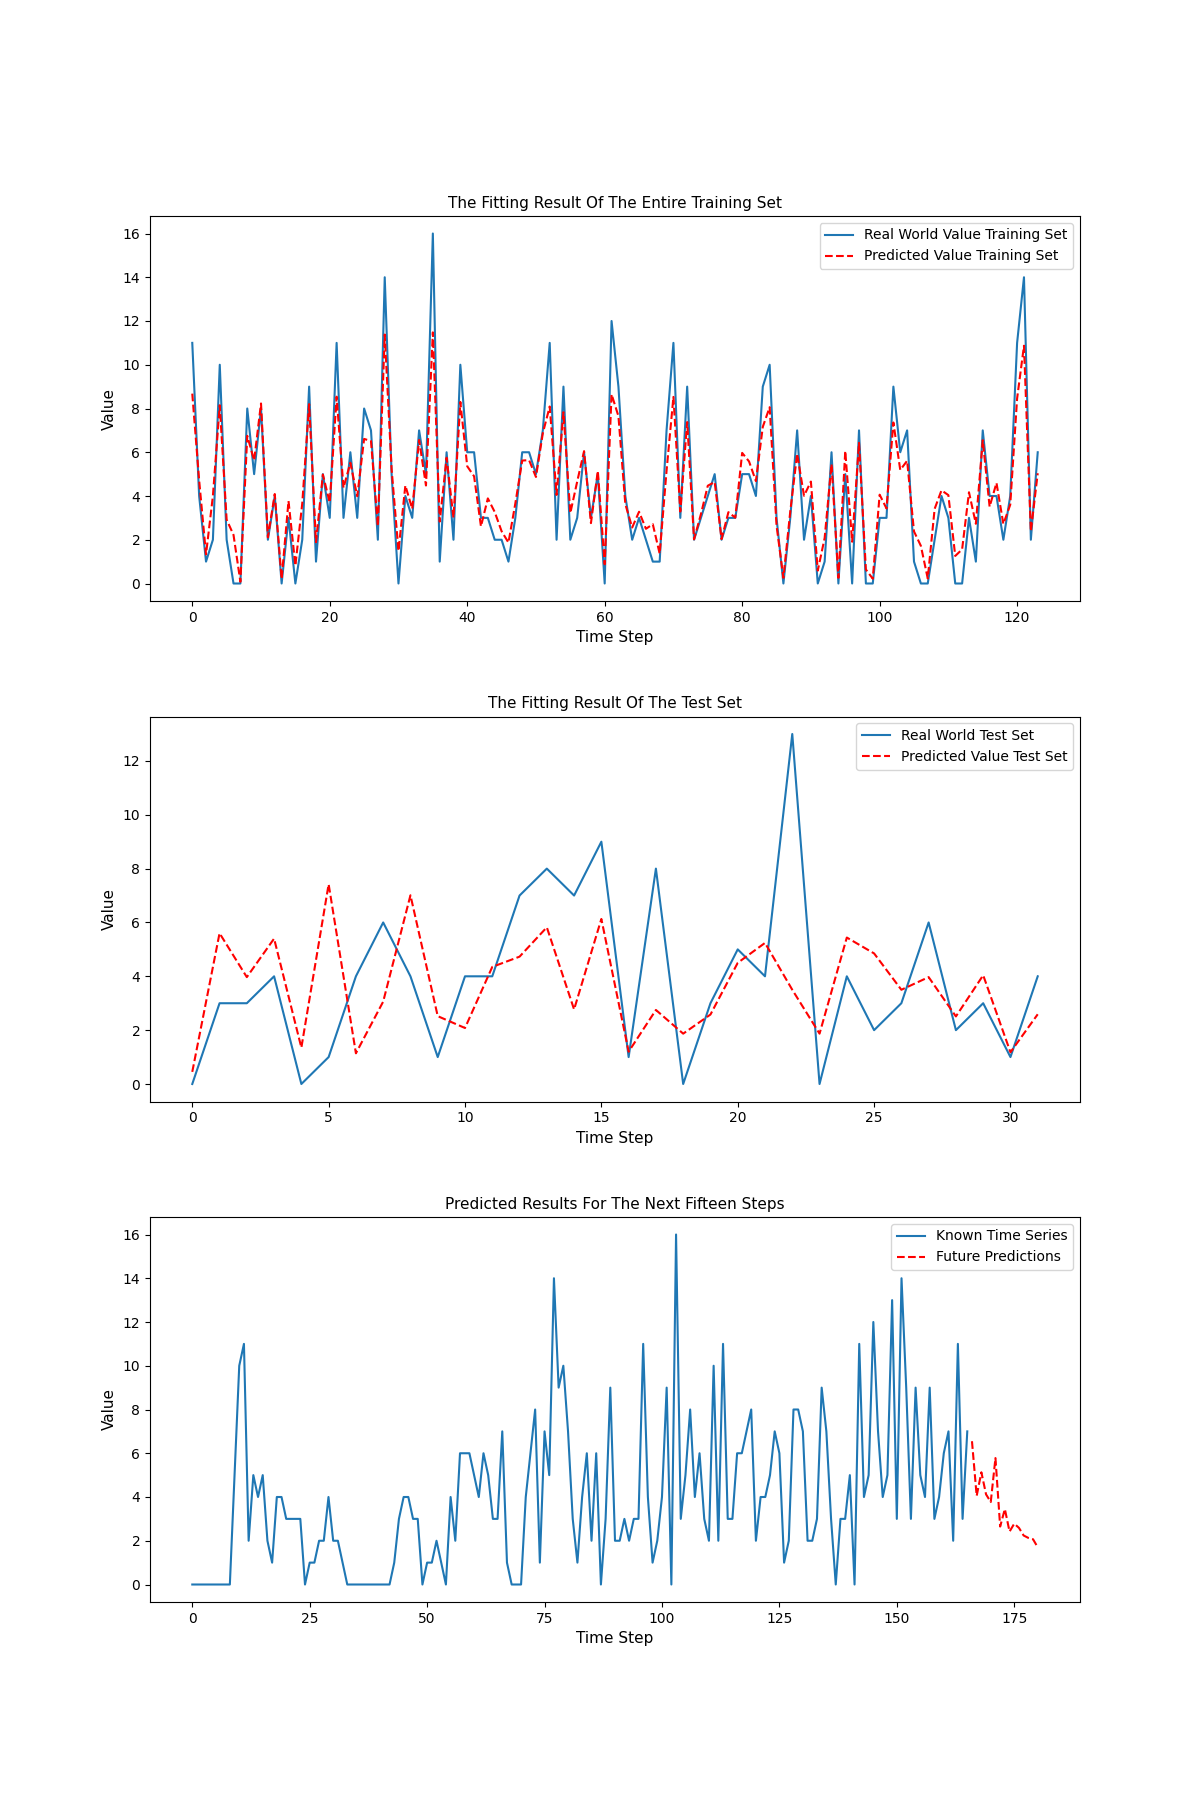 The Fitting Result Of The Entire Training Set
Real World Value Training Set
Predicted Value Training Set
Value
16
14
12
10
8
6
4
2
0
0 20 40 60 80 100 120
Time Step
The Fitting Result Of The Test Set
Real World Test Set
Predicted Value Test Set
Value
12
10
8
6
4
2
0
0 5 10 15 20 25 30
Time Step
Predicted Results For The Next Fifteen Steps
Known Time Series
Future Predictions
Value
16
14
12
10
8
6
4
2
0
0 25 50 75 100 125 150 175
Time Step